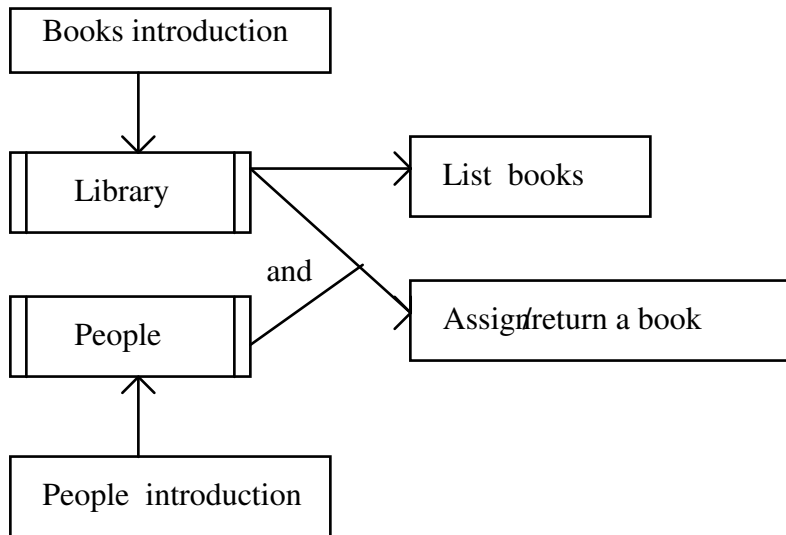 Books introduction
Library
List books
and
People
Assign/return a book
People introduction